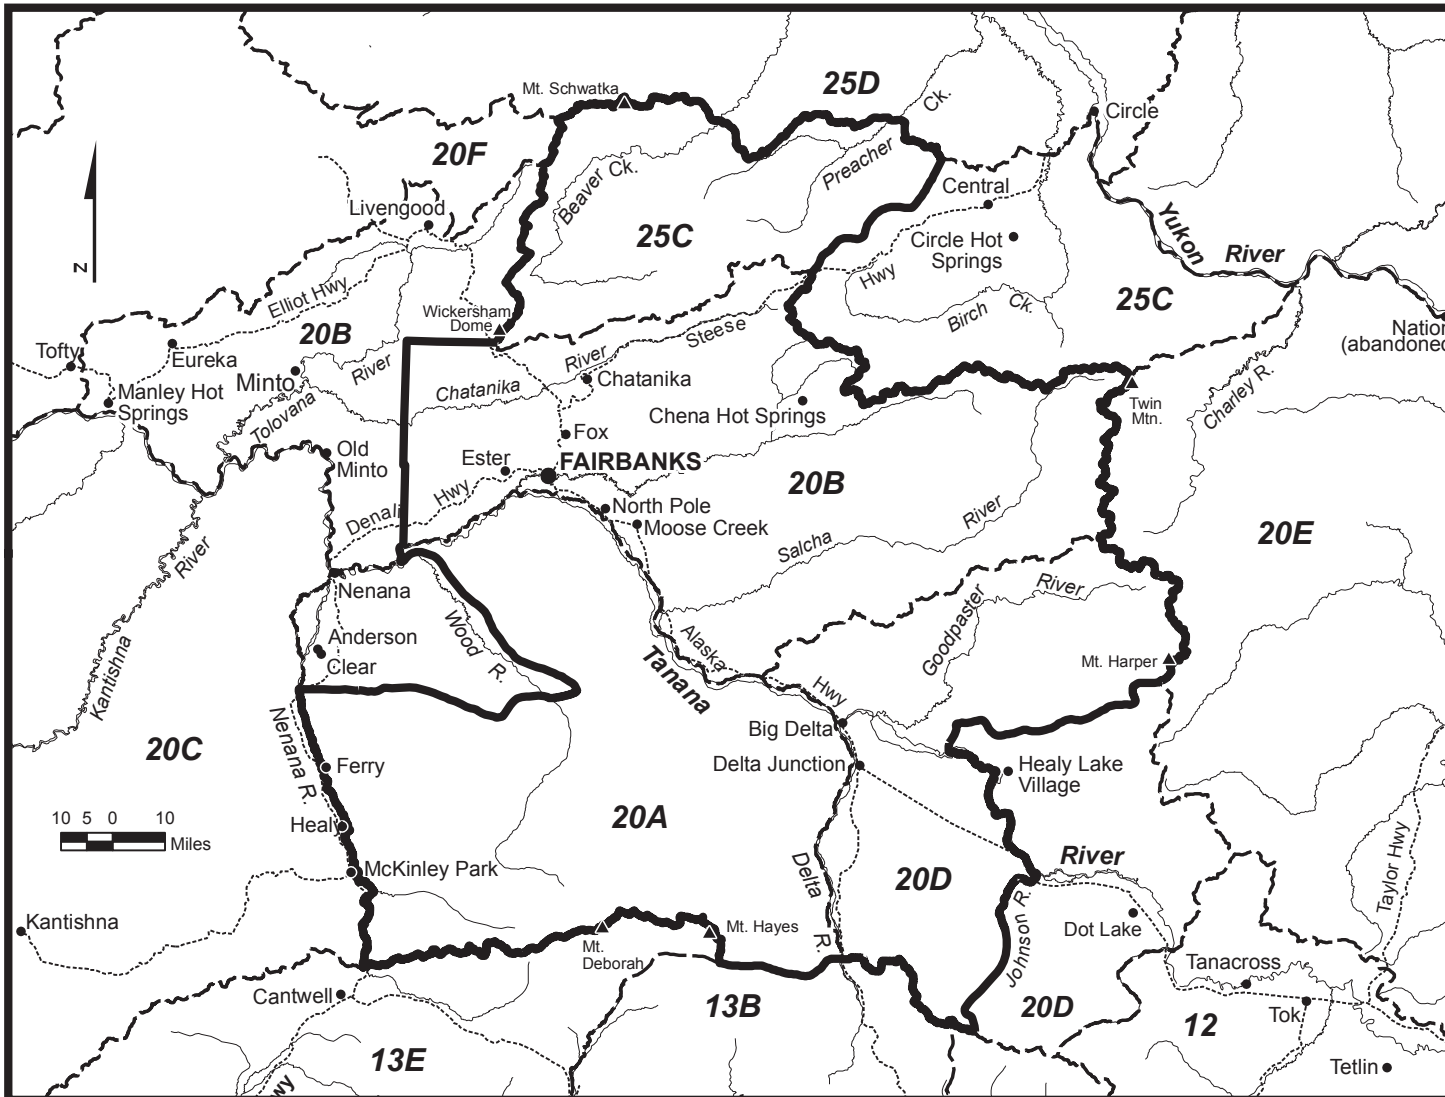 Mt. Schwatka
25D
Ck.
Circle
20F
Beaver
Ck.
Preacher
Central
Livengood
25C
Yukon
River
Circle Hot
Springs
Hwy
N
Elliot Hwy
Wickersham
Dome
20B
Birch
Ck.
25C
Nation
(abandoned
Tofty
Eureka
River
Steese
River
Minto
Chatanika
Chatanika
Manley Hot
Springs
Tolovana
Chena Hot Springs
Twin
Mtn.
Charley R.
Fox
Old
Minto
Ester
FAIRBANKS
20B
Hwy
Denali
North Pole
Moose Creek
River
Salcha
20E
River
Nenana
Wood
R.
Goodpaster
River
Anderson
Clear
Alaska
Tanana
Mt. Harper
Kantishna
Hwy
Nenana R.
20C
Big Delta
Delta Junction
Healy Lake
Village
Ferry
10 5 0 10
Miles
Healy
20A
McKinley Park
Delta
R.
20D
River
Johnson R.
Taylor Hwy
Kantishna
Dot Lake
Mt.
Deborah
Mt. Hayes
Tanacross
Cantwell
13B
20D
12
Tok
13E
Tetlin
wy